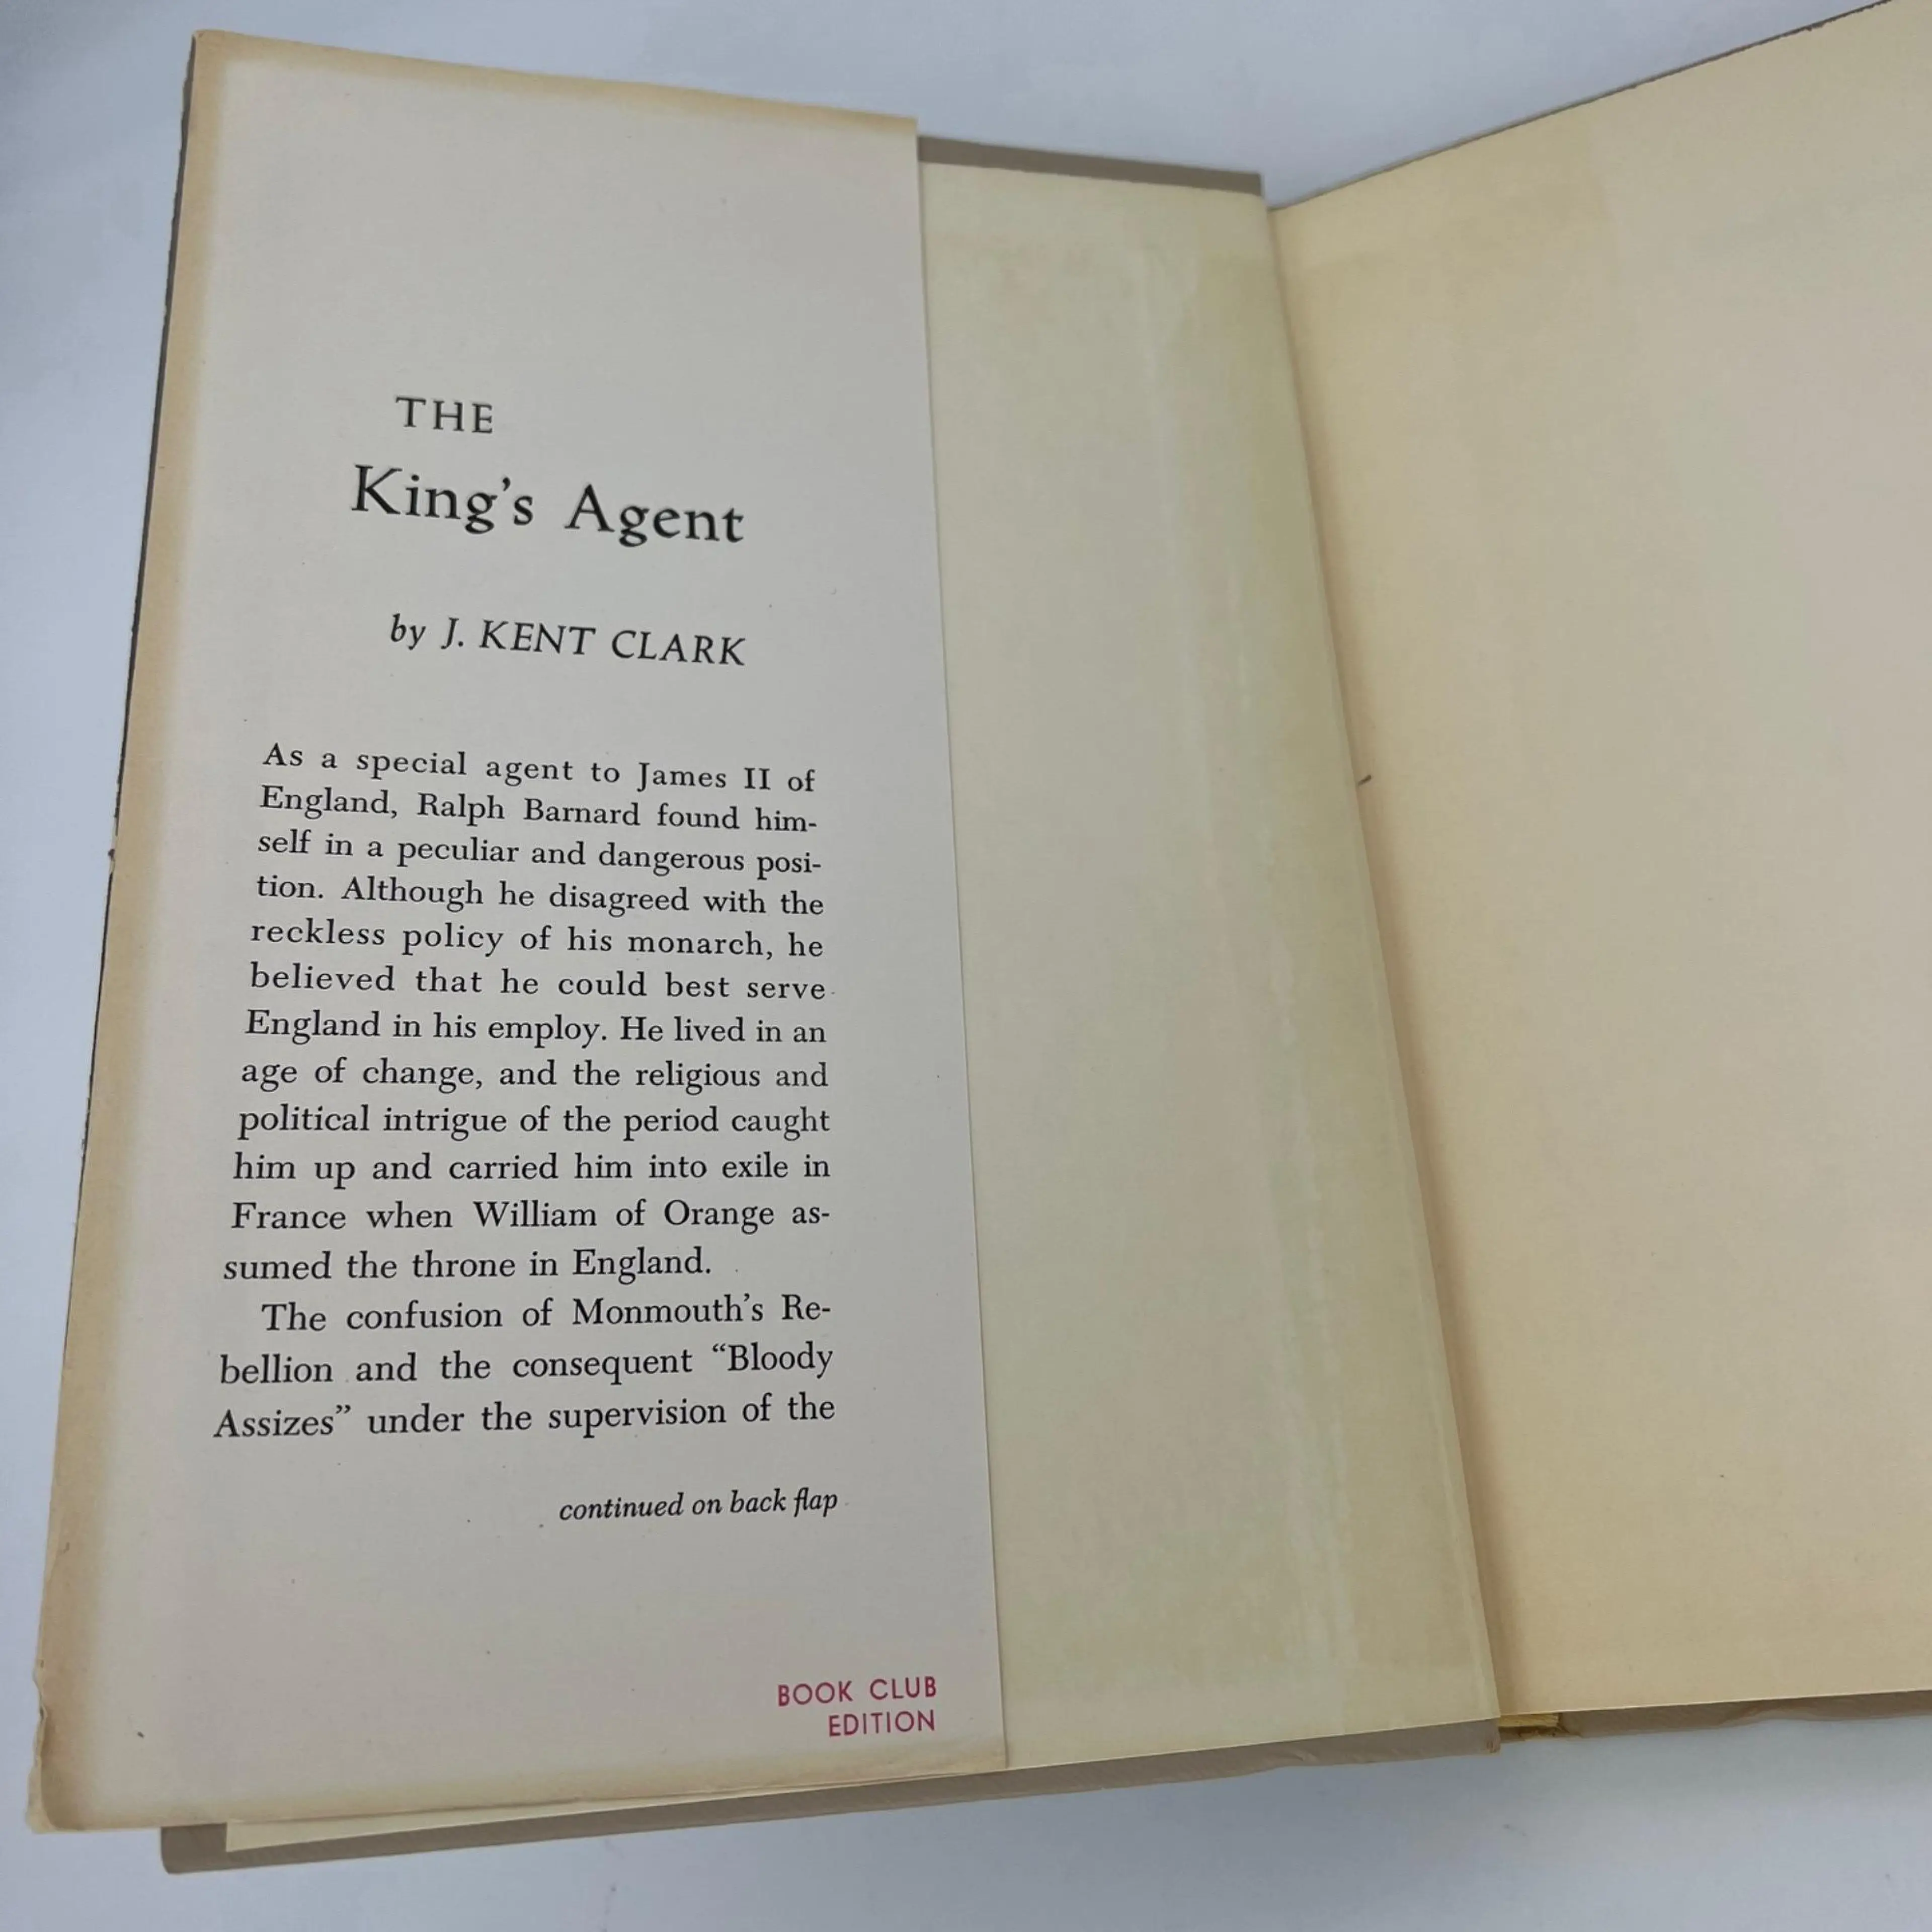 THE
King's Agent
by J. KENT CLARK
As a special agent to James II of
England, Ralph Barnard found him-
self in a peculiar and dangerous posi-
tion. Although he disagreed with the
reckless policy of his monarch, he
believed that he could best serve
England in his employ. He lived in an
age of change, and the religious and
political intrigue of the period caught
him up and carried him into exile in
France when William of Orange as-
sumed the throne in England.
The confusion of Monmouth's Re-
bellion and the consequent “Bloody
Assizes” under the supervision of the
continued on back flap
BOOK CLUB
EDITION